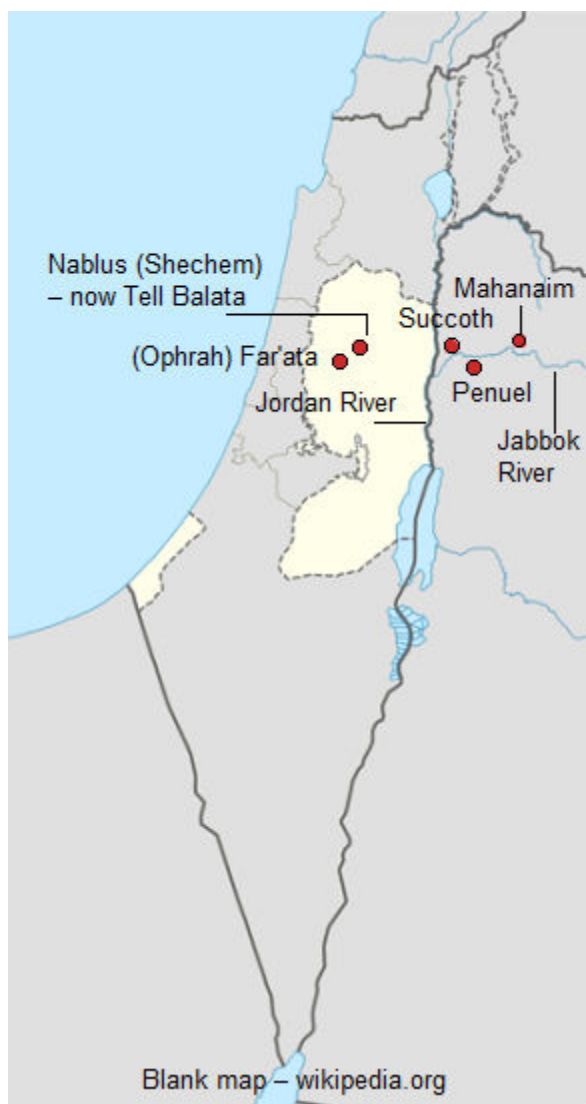 Nablus (Shechem)
– now Tell Balata
Mahanaim
Succoth
(Ophrah) Far'ata
Penuel
Jordan River
Jabbok
River
Blank map – wikipedia.org